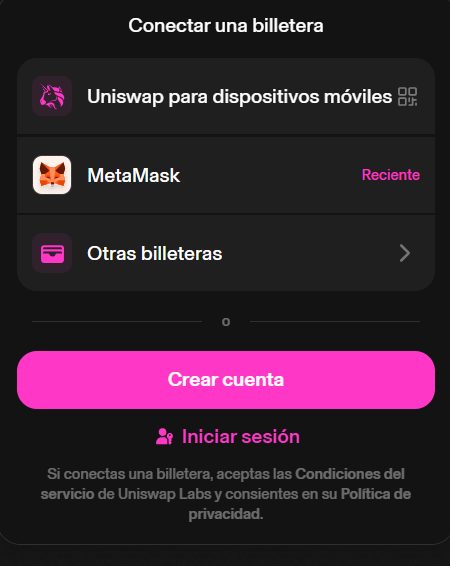 Conectar una billetera
Uniswap para dispositivos móviles
MetaMask
Reciente
Otras billeteras
o
Crear cuenta
Iniciar sesión
Si conectas una billetera, aceptas las Condiciones del
servicio de Uniswap Labs y consientes en su Política de
privacidad.